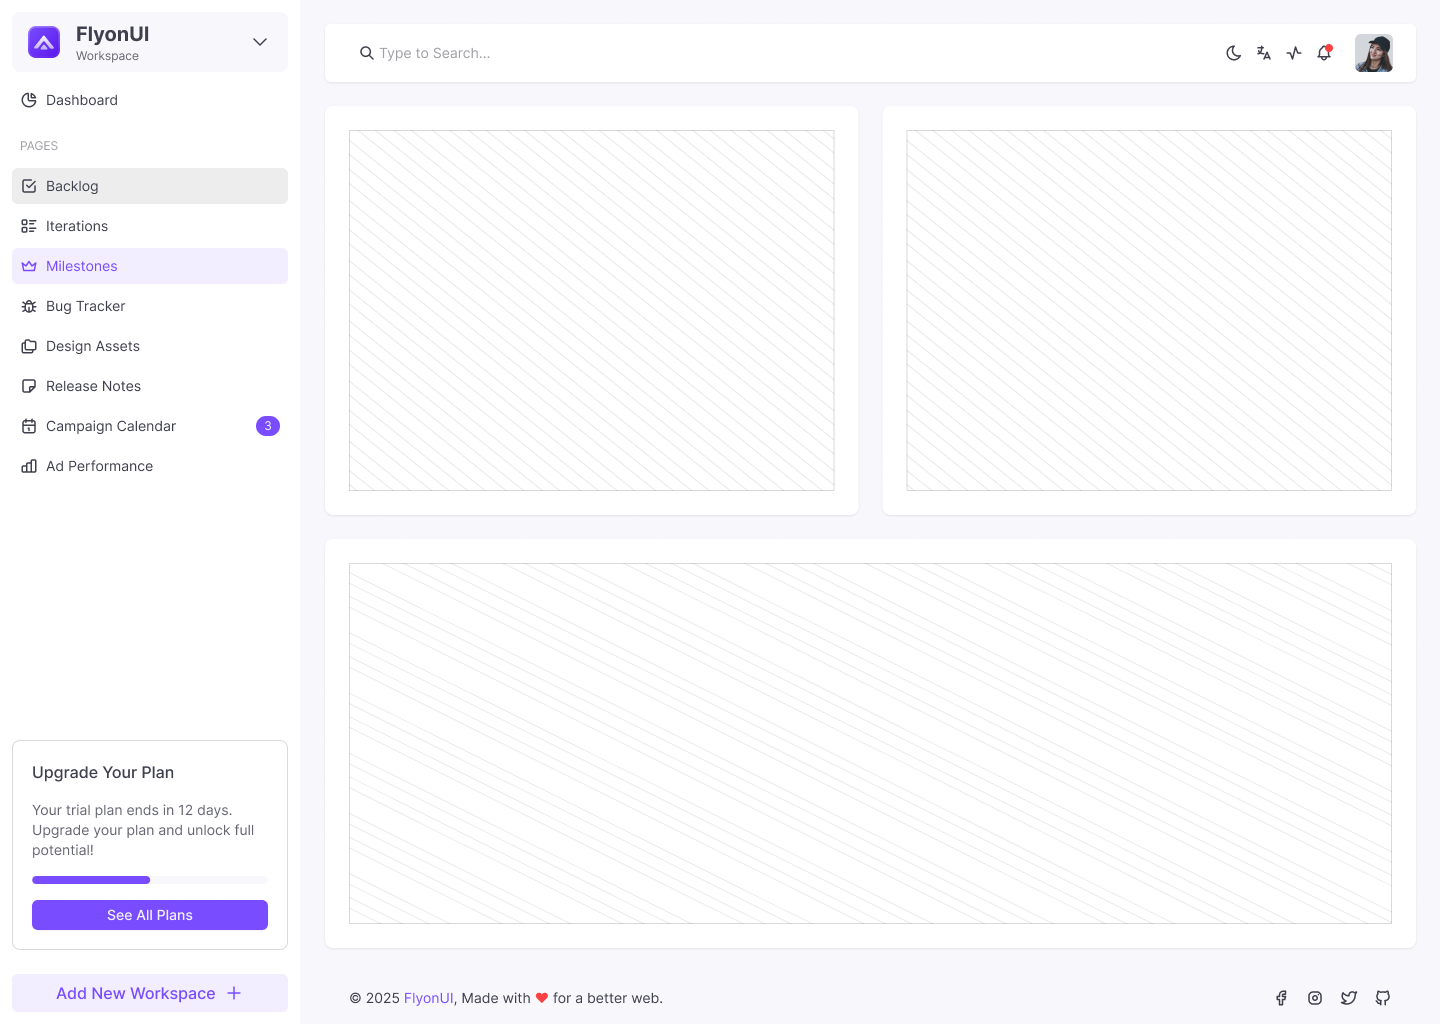 FlyonUI
Workspace
Dashboard
PAGES
Backlog
Iterations
Milestones
Bug Tracker
Design Assets
Release Notes
Campaign Calendar 3
Ad Performance
Upgrade Your Plan
Your trial plan ends in 12 days.
Upgrade your plan and unlock full
potential!
See All Plans
Add New Workspace
Type to Search...
© 2025 FlyonUI, Made with ❤ for a better web.